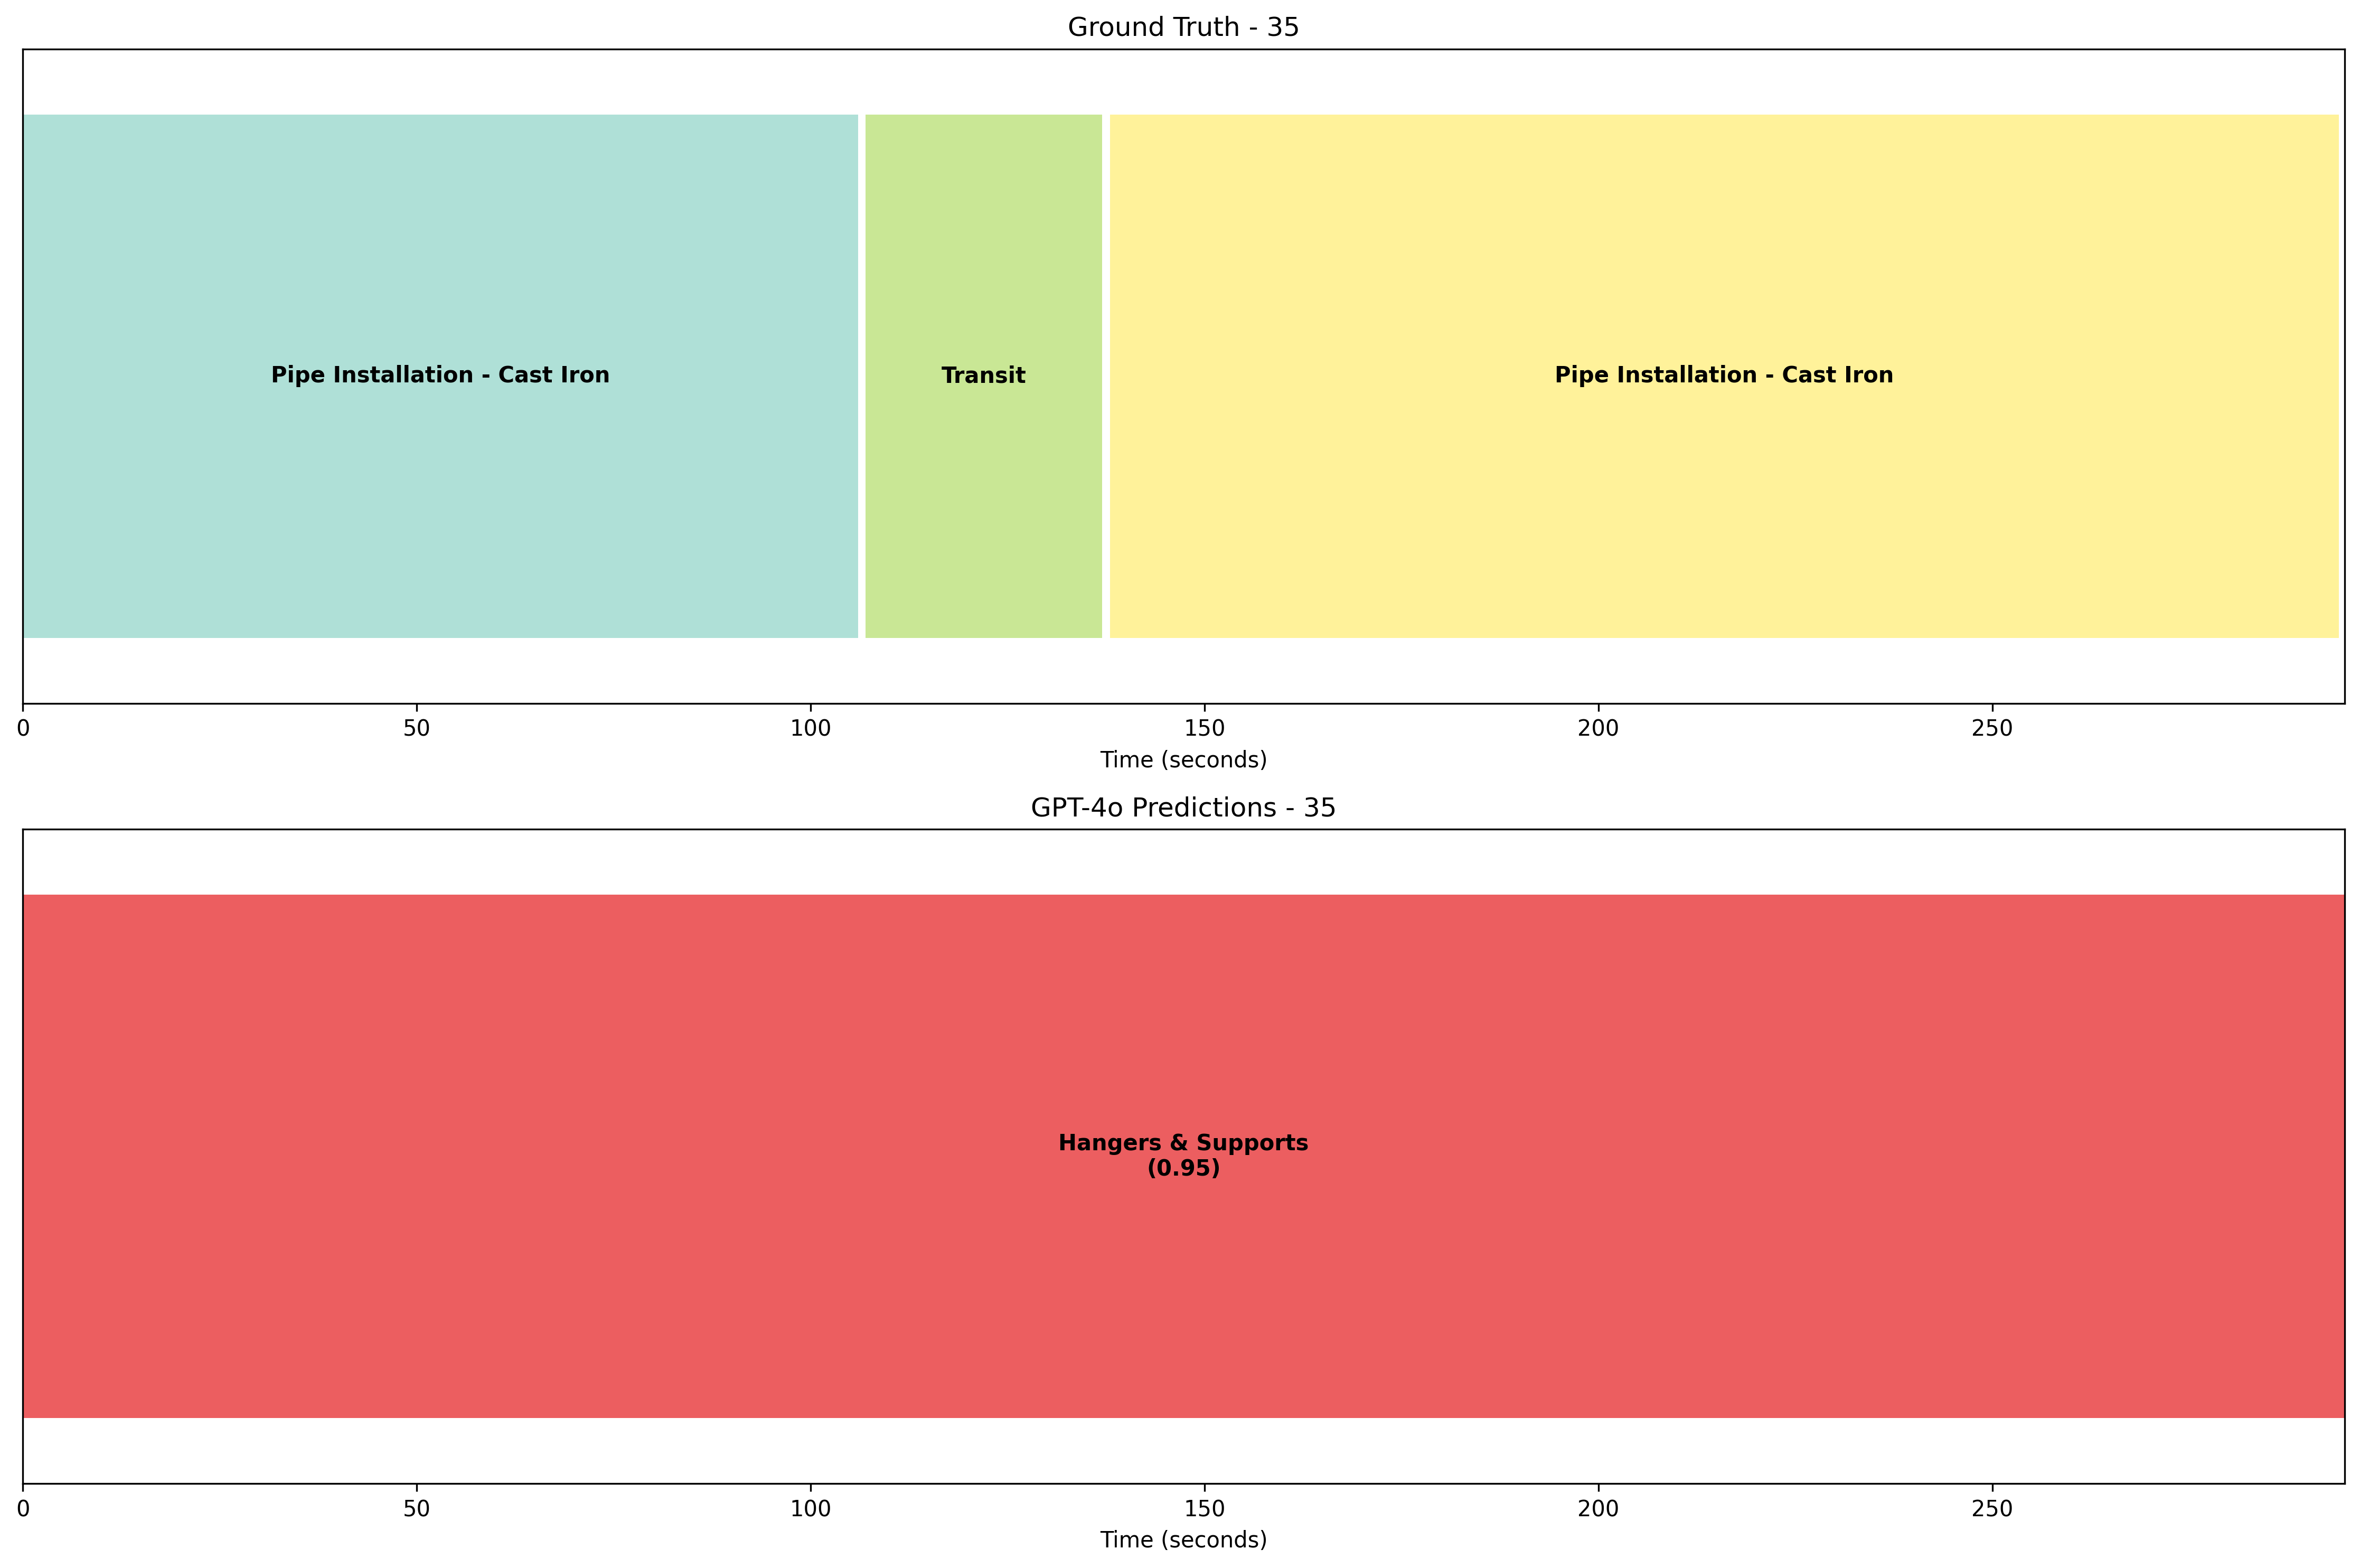 Ground Truth - 35
Pipe Installation - Cast Iron
Transit
Pipe Installation - Cast Iron
0
50
100
150
200
250
Time (seconds)
GPT-4o Predictions - 35
Hangers & Supports
(0.95)
0
50
100
150
200
250
Time (seconds)